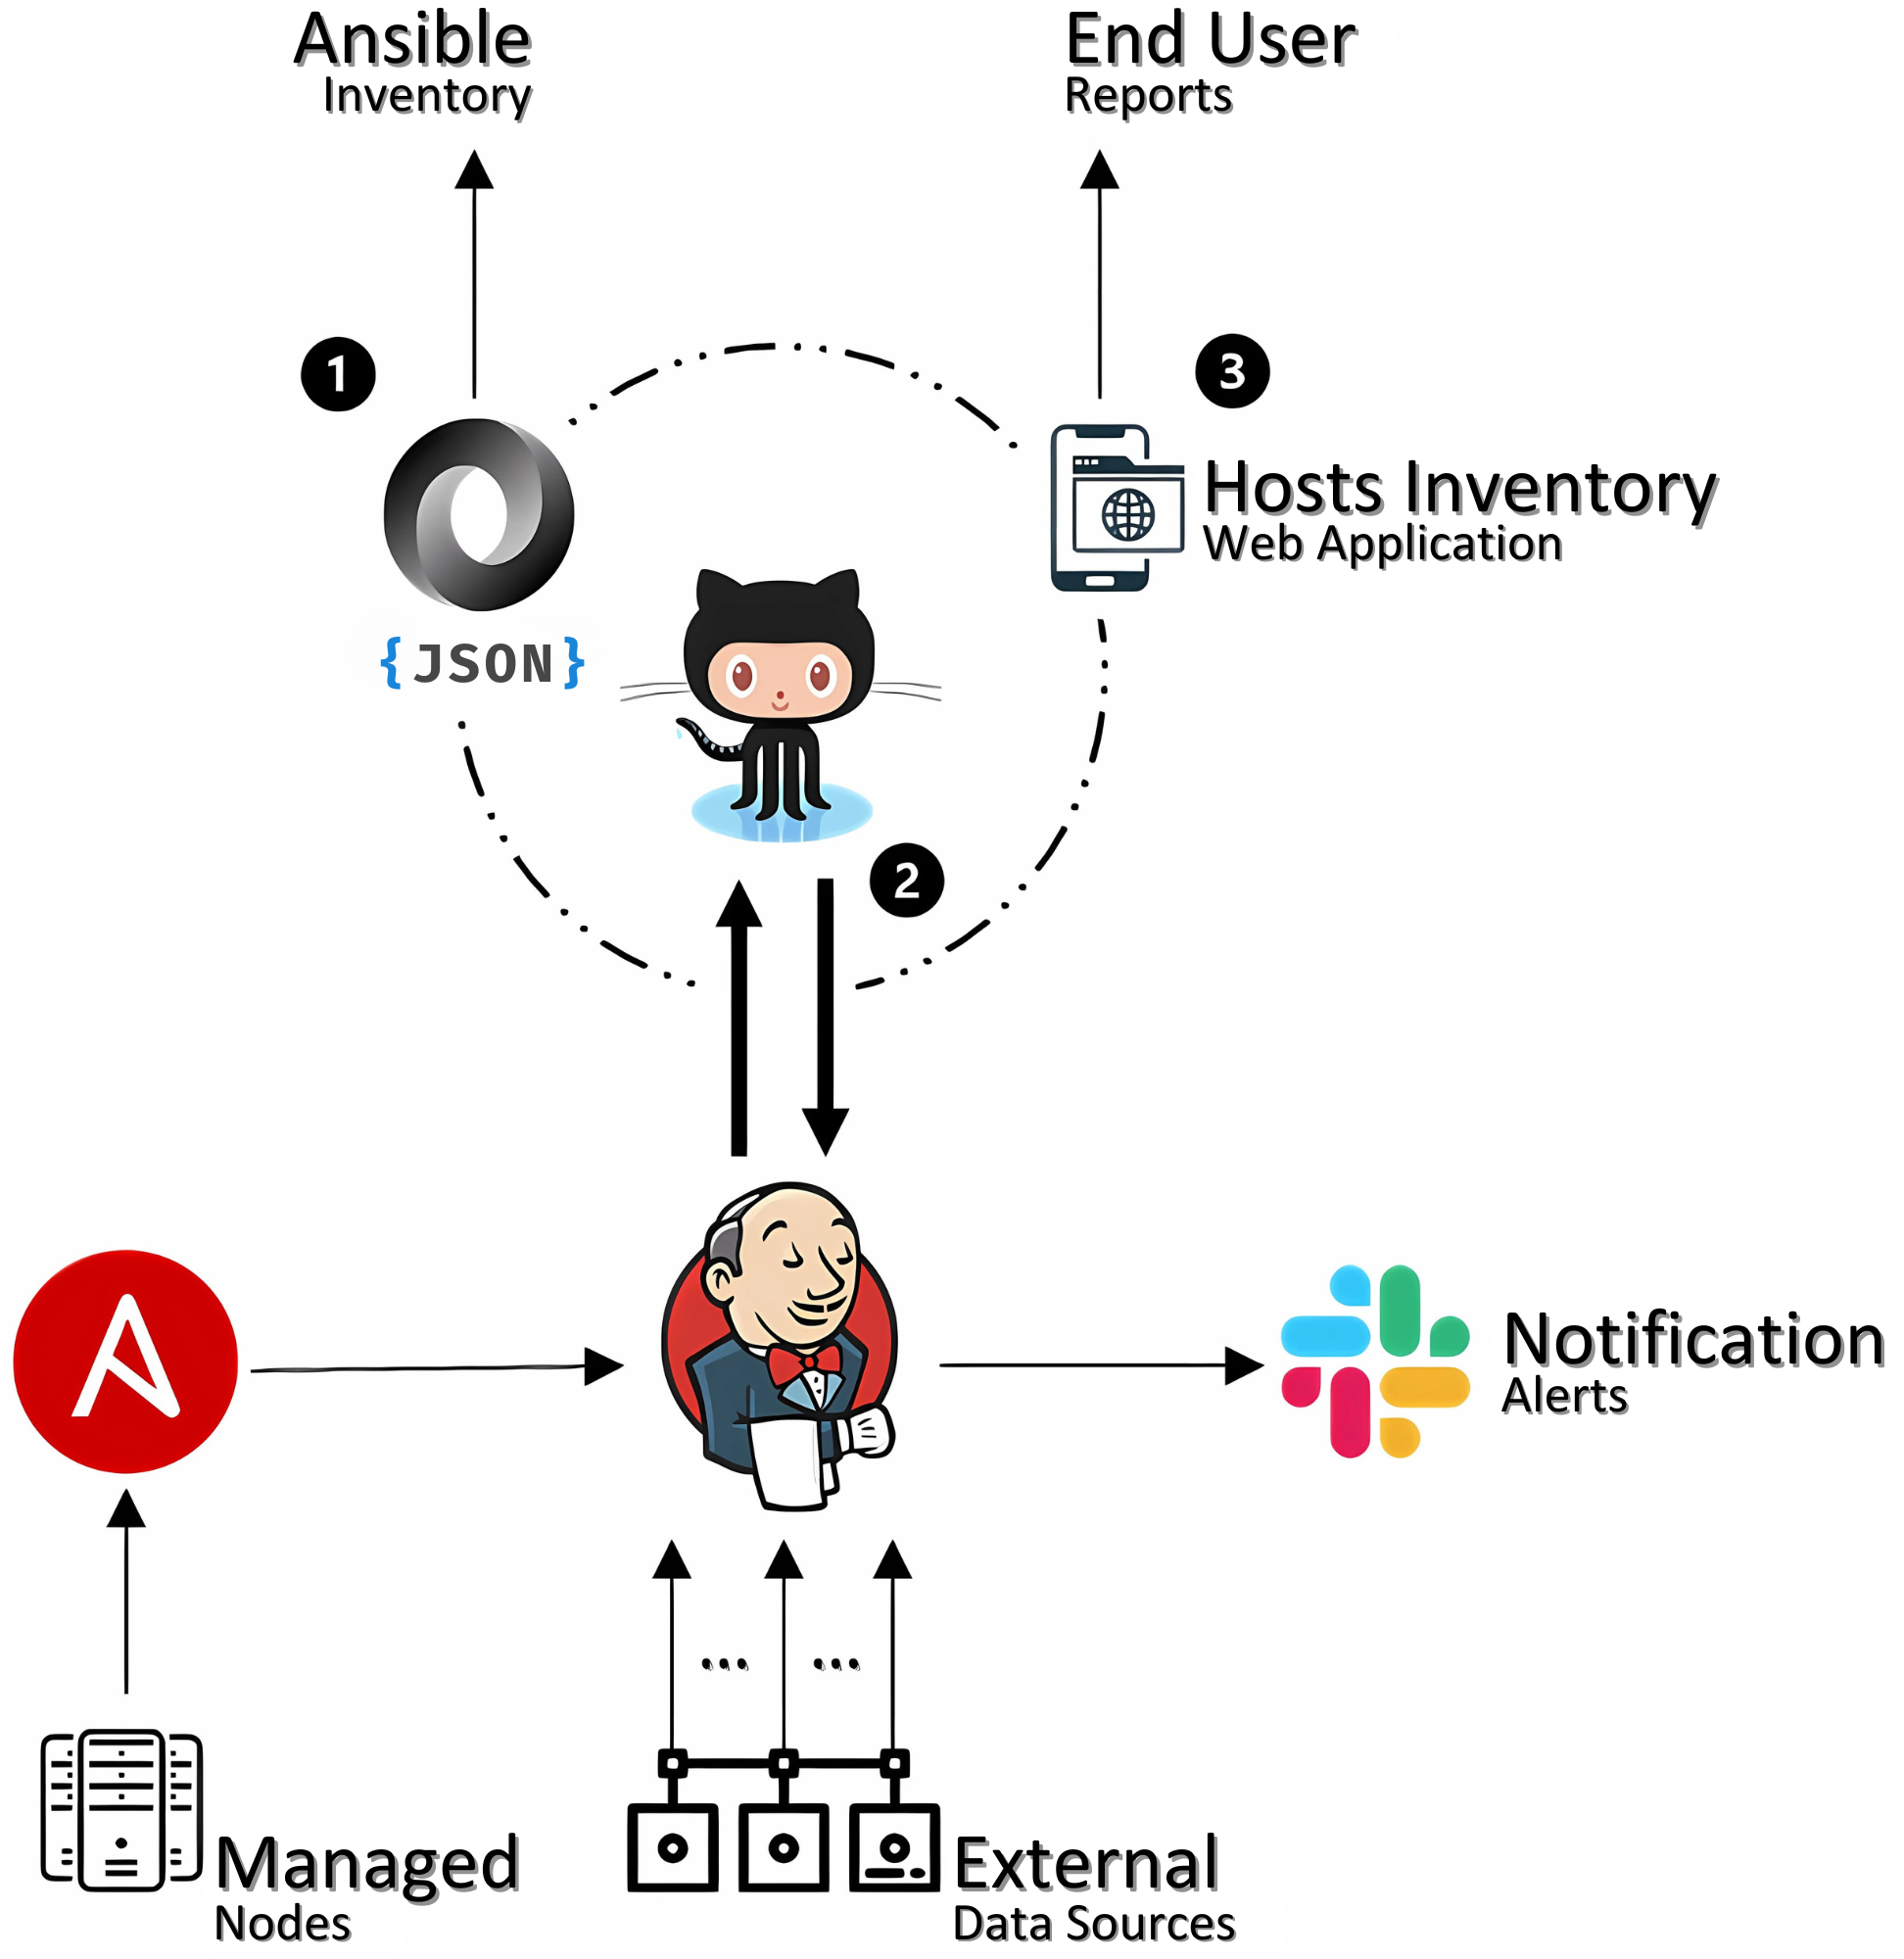 Ansible
Inventory
End User
Reports
1
3
Hosts Inventory
Web Application
{JSON}
2
Notification
Alerts
Managed
Nodes
External
Data Sources